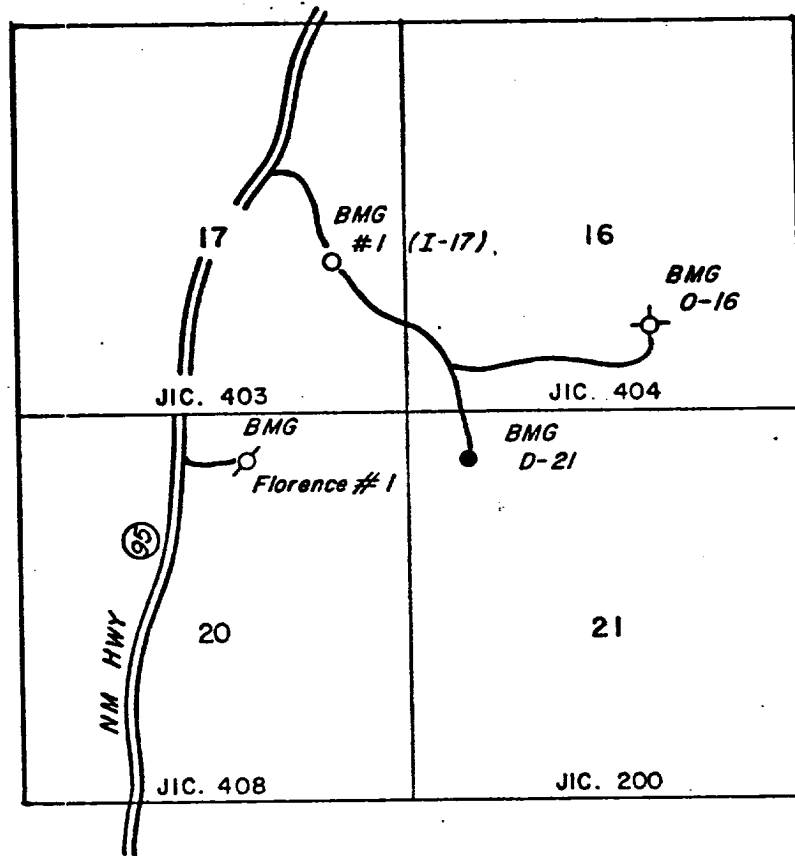 BMG
#1 (I-17)
17
16
BMG
O-16
JIC. 403
JIC. 404
BMG
Florence #1
BMG
D-21
95
NM HWY
20
21
JIC. 408
JIC. 200